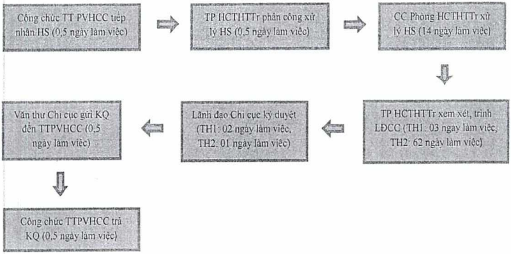 Công chức TT PVHCC tiếp
nhận HS (0,5 ngày làm việc)
TP HCTHTTr phân công xử
lý HS (0,5 ngày làm việc)
CC Phòng HCTHTTr xử
lý HS (14 ngày làm việc)
TP HCTHTTr xem xét, trình
LĐCC (TH1: 03 ngày làm việc;
TH2: 62 ngày làm việc)
Lãnh đạo Chi cục ký duyệt
(TH1: 02 ngày làm việc,
TH2: 01 ngày làm việc)
Văn thư Chi cục gửi KQ
đến TTPVHCC (0,5
ngày làm việc)
Công chức TTPVHCC trả
KQ (0,5 ngày làm việc)